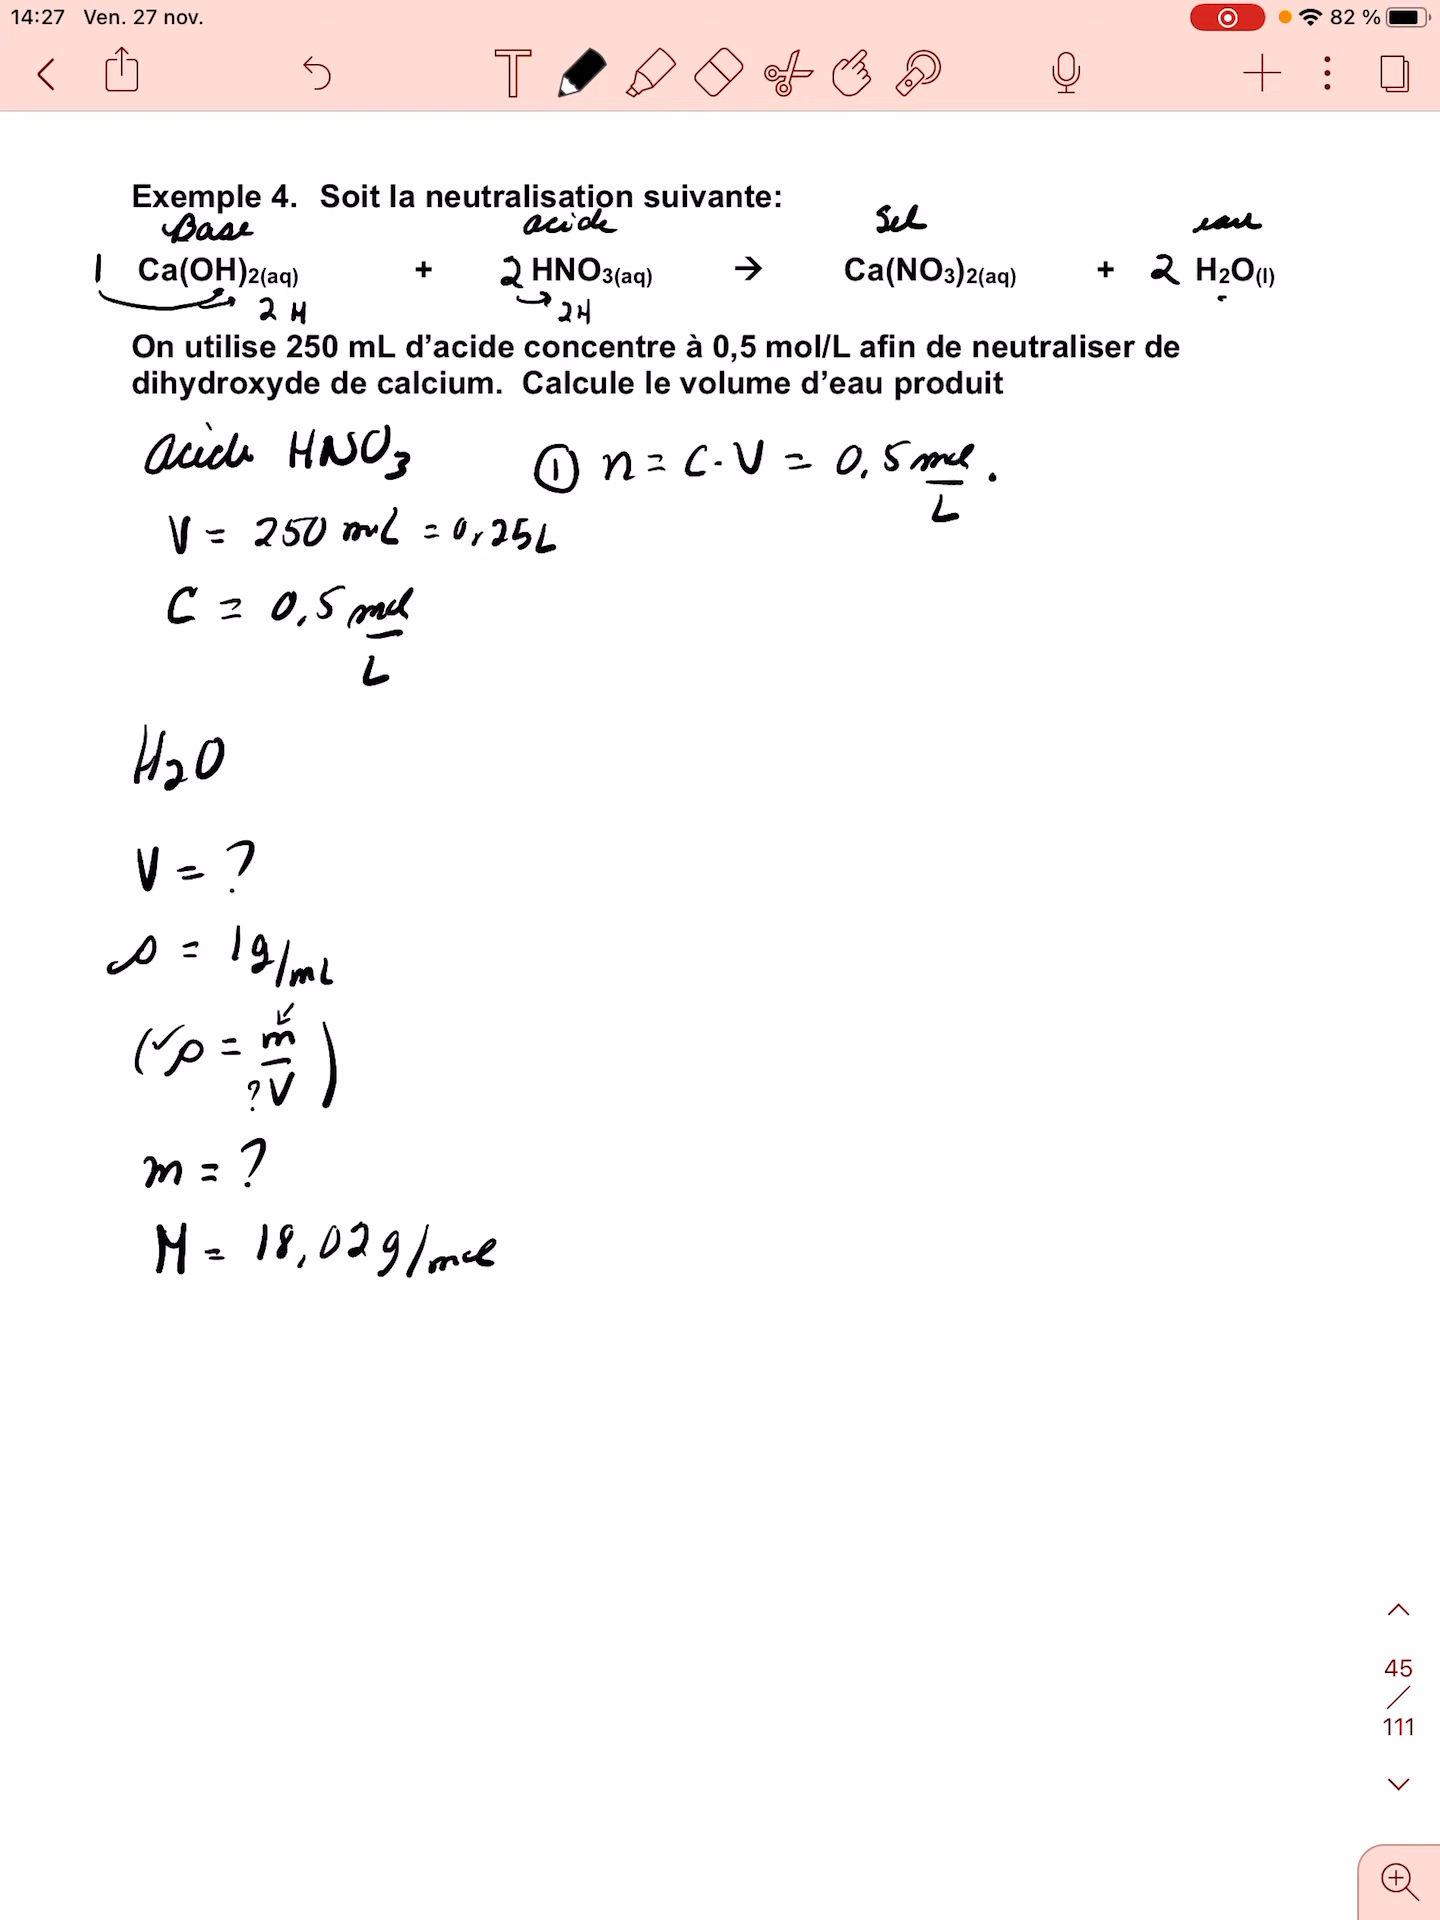 14:27 Ven. 27 nov. 82 %
T
Exemple 4. Soit la neutralisation suivante:
Base acide Sel eau
1 Ca(OH)2(aq) + 2 HNO3(aq) → Ca(NO3)2(aq) + 2 H2O(l)
2 H 2H
On utilise 250 mL d’acide concentre à 0,5 mol/L afin de neutraliser de
dihydroxyde de calcium. Calcule le volume d’eau produit
acide HNO3 ① n = C · V = 0,5 mol/L ·
V = 250 mL = 0,25L
C = 0,5 mol/L
H2O
V = ?
ρ = 1g/mL
(✓ρ = m/?V)
m = ?
M = 18,02 g/mol
45
/
111